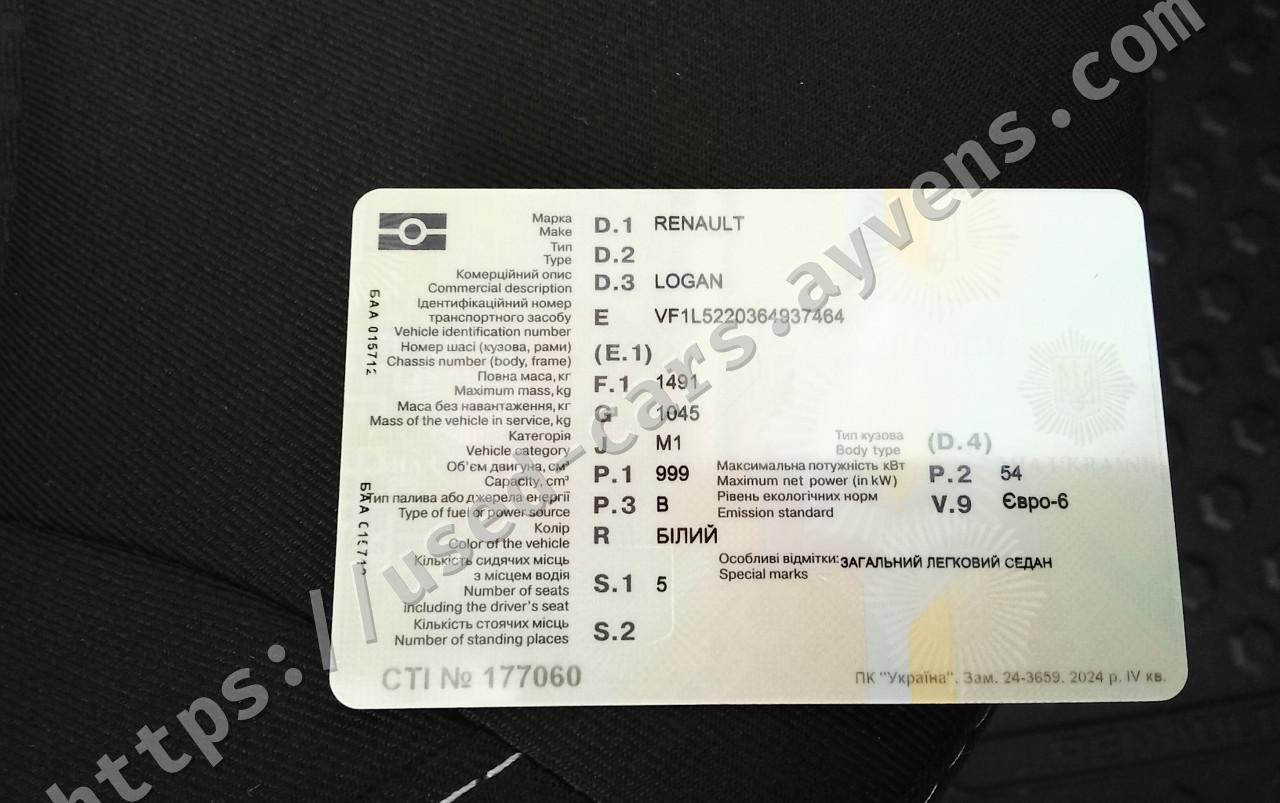 Марка
Make
D.1 RENAULT
Тип
Type
D.2
Комерційний опис
Commercial description
D.3 LOGAN
Ідентифікаційний номер
транспортного засобу
Vehicle identification number
E VF1L5220364937464
Номер шасі (кузова, рами)
Chassis number (body, frame)
(E.1)
Повна маса, кг
Maximum mass, kg
F.1 1491
Маса без навантаження, кг
Mass of the vehicle in service, kg
G 1045
Категорія
Vehicle category
J M1
Тип кузова
Body type
(D.4)
Об'єм двигуна, см³
Capacity, cm³
P.1 999
Максимальна потужність кВт
Maximum net power (in kW)
P.2 54
Тип палива або джерела енергії
Type of fuel or power source
P.3 B
Рівень екологічних норм
Emission standard
V.9 Євро-6
Колір
Color of the vehicle
R БІЛИЙ
Кількість сидячих місць
з місцем водія
Number of seats
including the driver's seat
S.1 5
Особливі відмітки: ЗАГАЛЬНИЙ ЛЕГКОВИЙ СЕДАН
Special marks
Кількість стоячих місць
Number of standing places
S.2
СТІ № 177060
ПК "Україна". Зам. 24-3659. 2024 р. IV кв.
БАА 015712
https://used-cars.ayvens.com